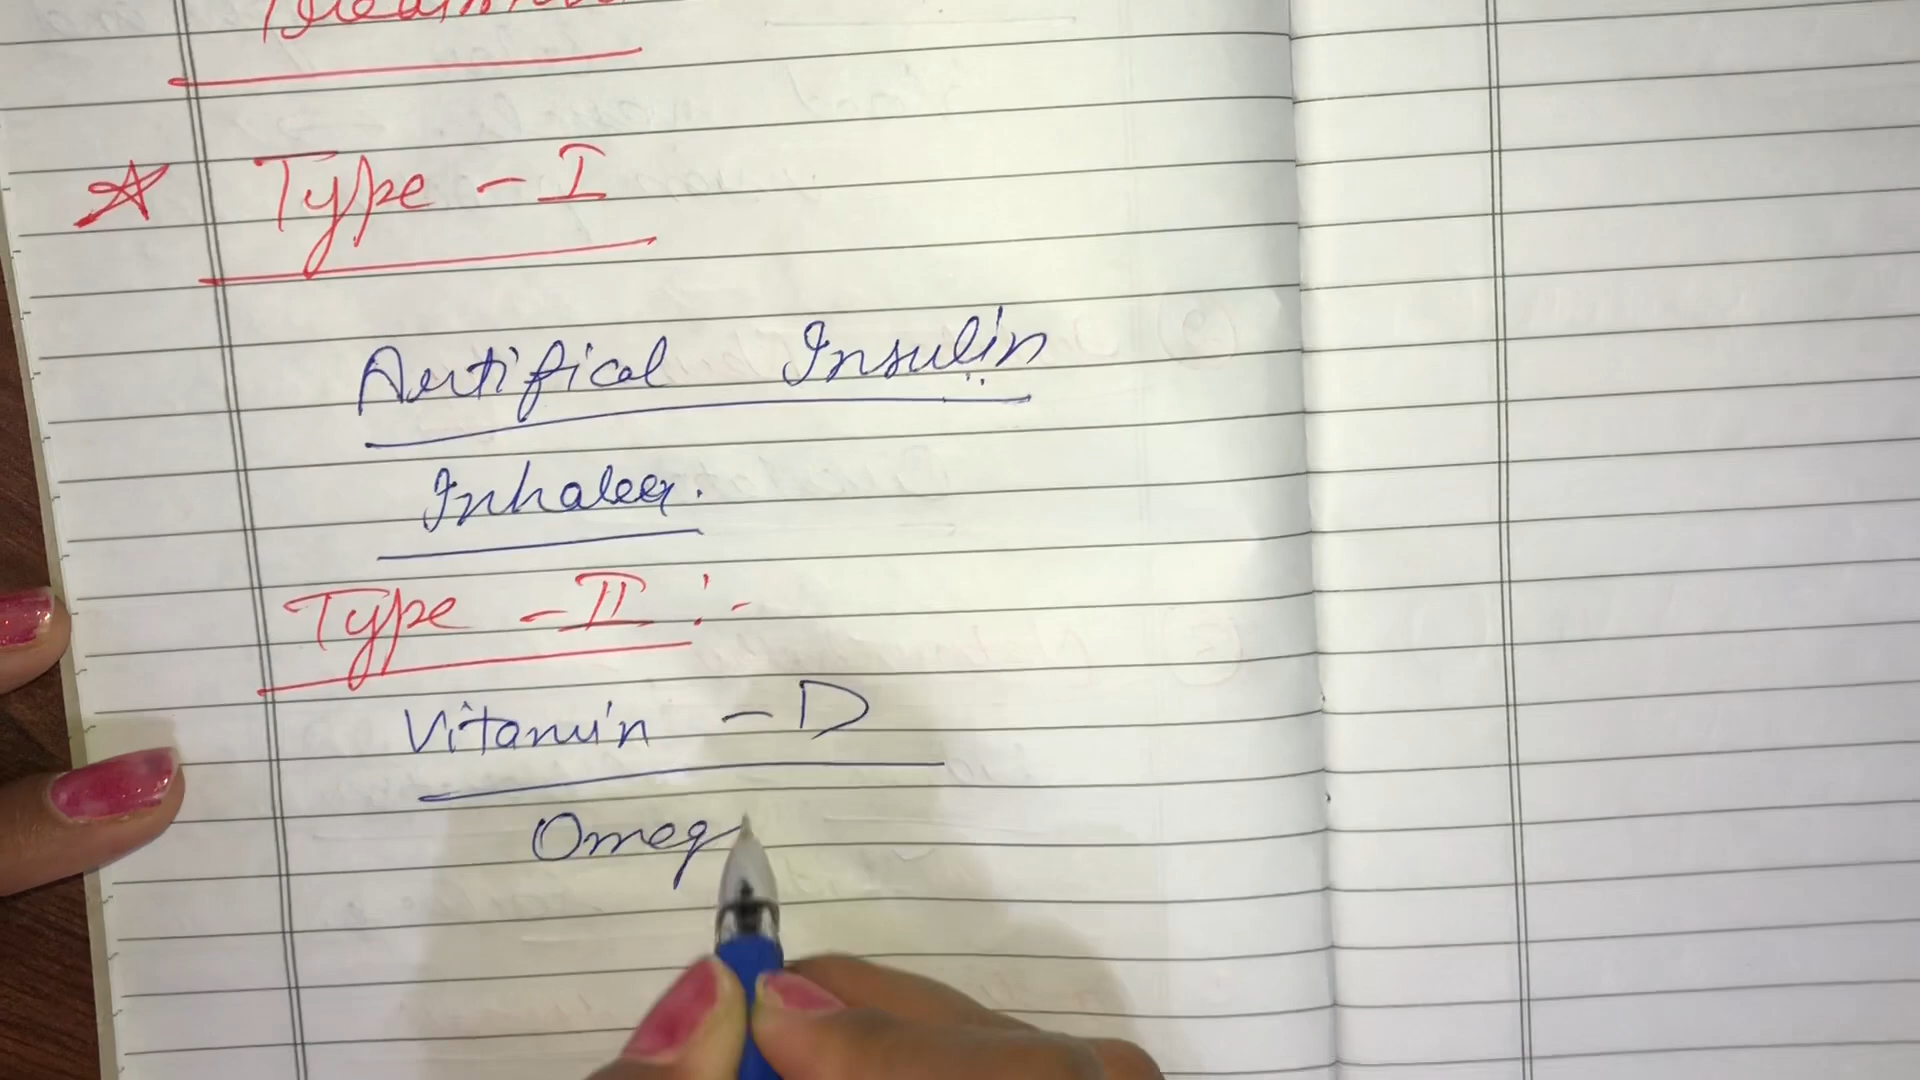 ☆ Type - I
Artifical Insulin
Inhaler.
Type - II :-
Vitamin - D
Omeg